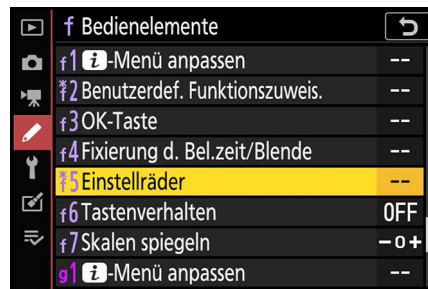 f Bedienelemente
f1 i-Menü anpassen --
*f2 Benutzerdef. Funktionszuweis. --
f3 OK-Taste --
f4 Fixierung d. Bel.zeit/Blende --
*f5 Einstellräder --
f6 Tastenverhalten OFF
f7 Skalen spiegeln -0+
g1 i-Menü anpassen --